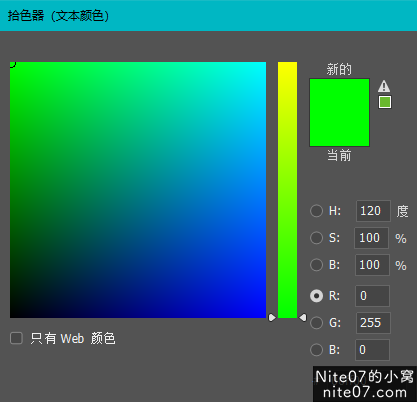 拾色器（文本颜色）
新的
当前
H: 120 度
S: 100 %
B: 100 %
R: 0
G: 255
B: 0
只有 Web 颜色
Nite07的小窝
nite07.com